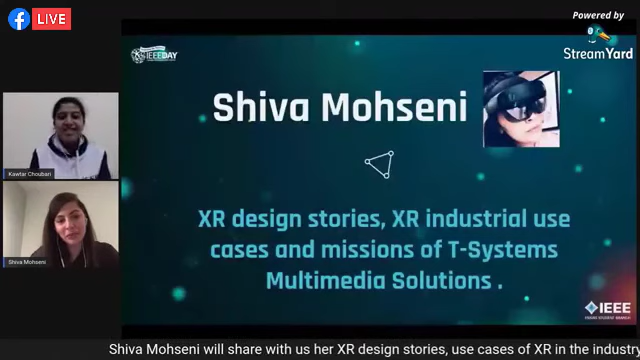 LIVE
Powered by
StreamYard
IEEEDAY
Shiva Mohseni
XR design stories, XR industrial use
cases and missions of T-Systems
Multimedia Solutions .
Kawtar Choubari
Shiva Mohseni
IEEE
Shiva Mohseni will share with us her XR design stories, use cases of XR in the industry